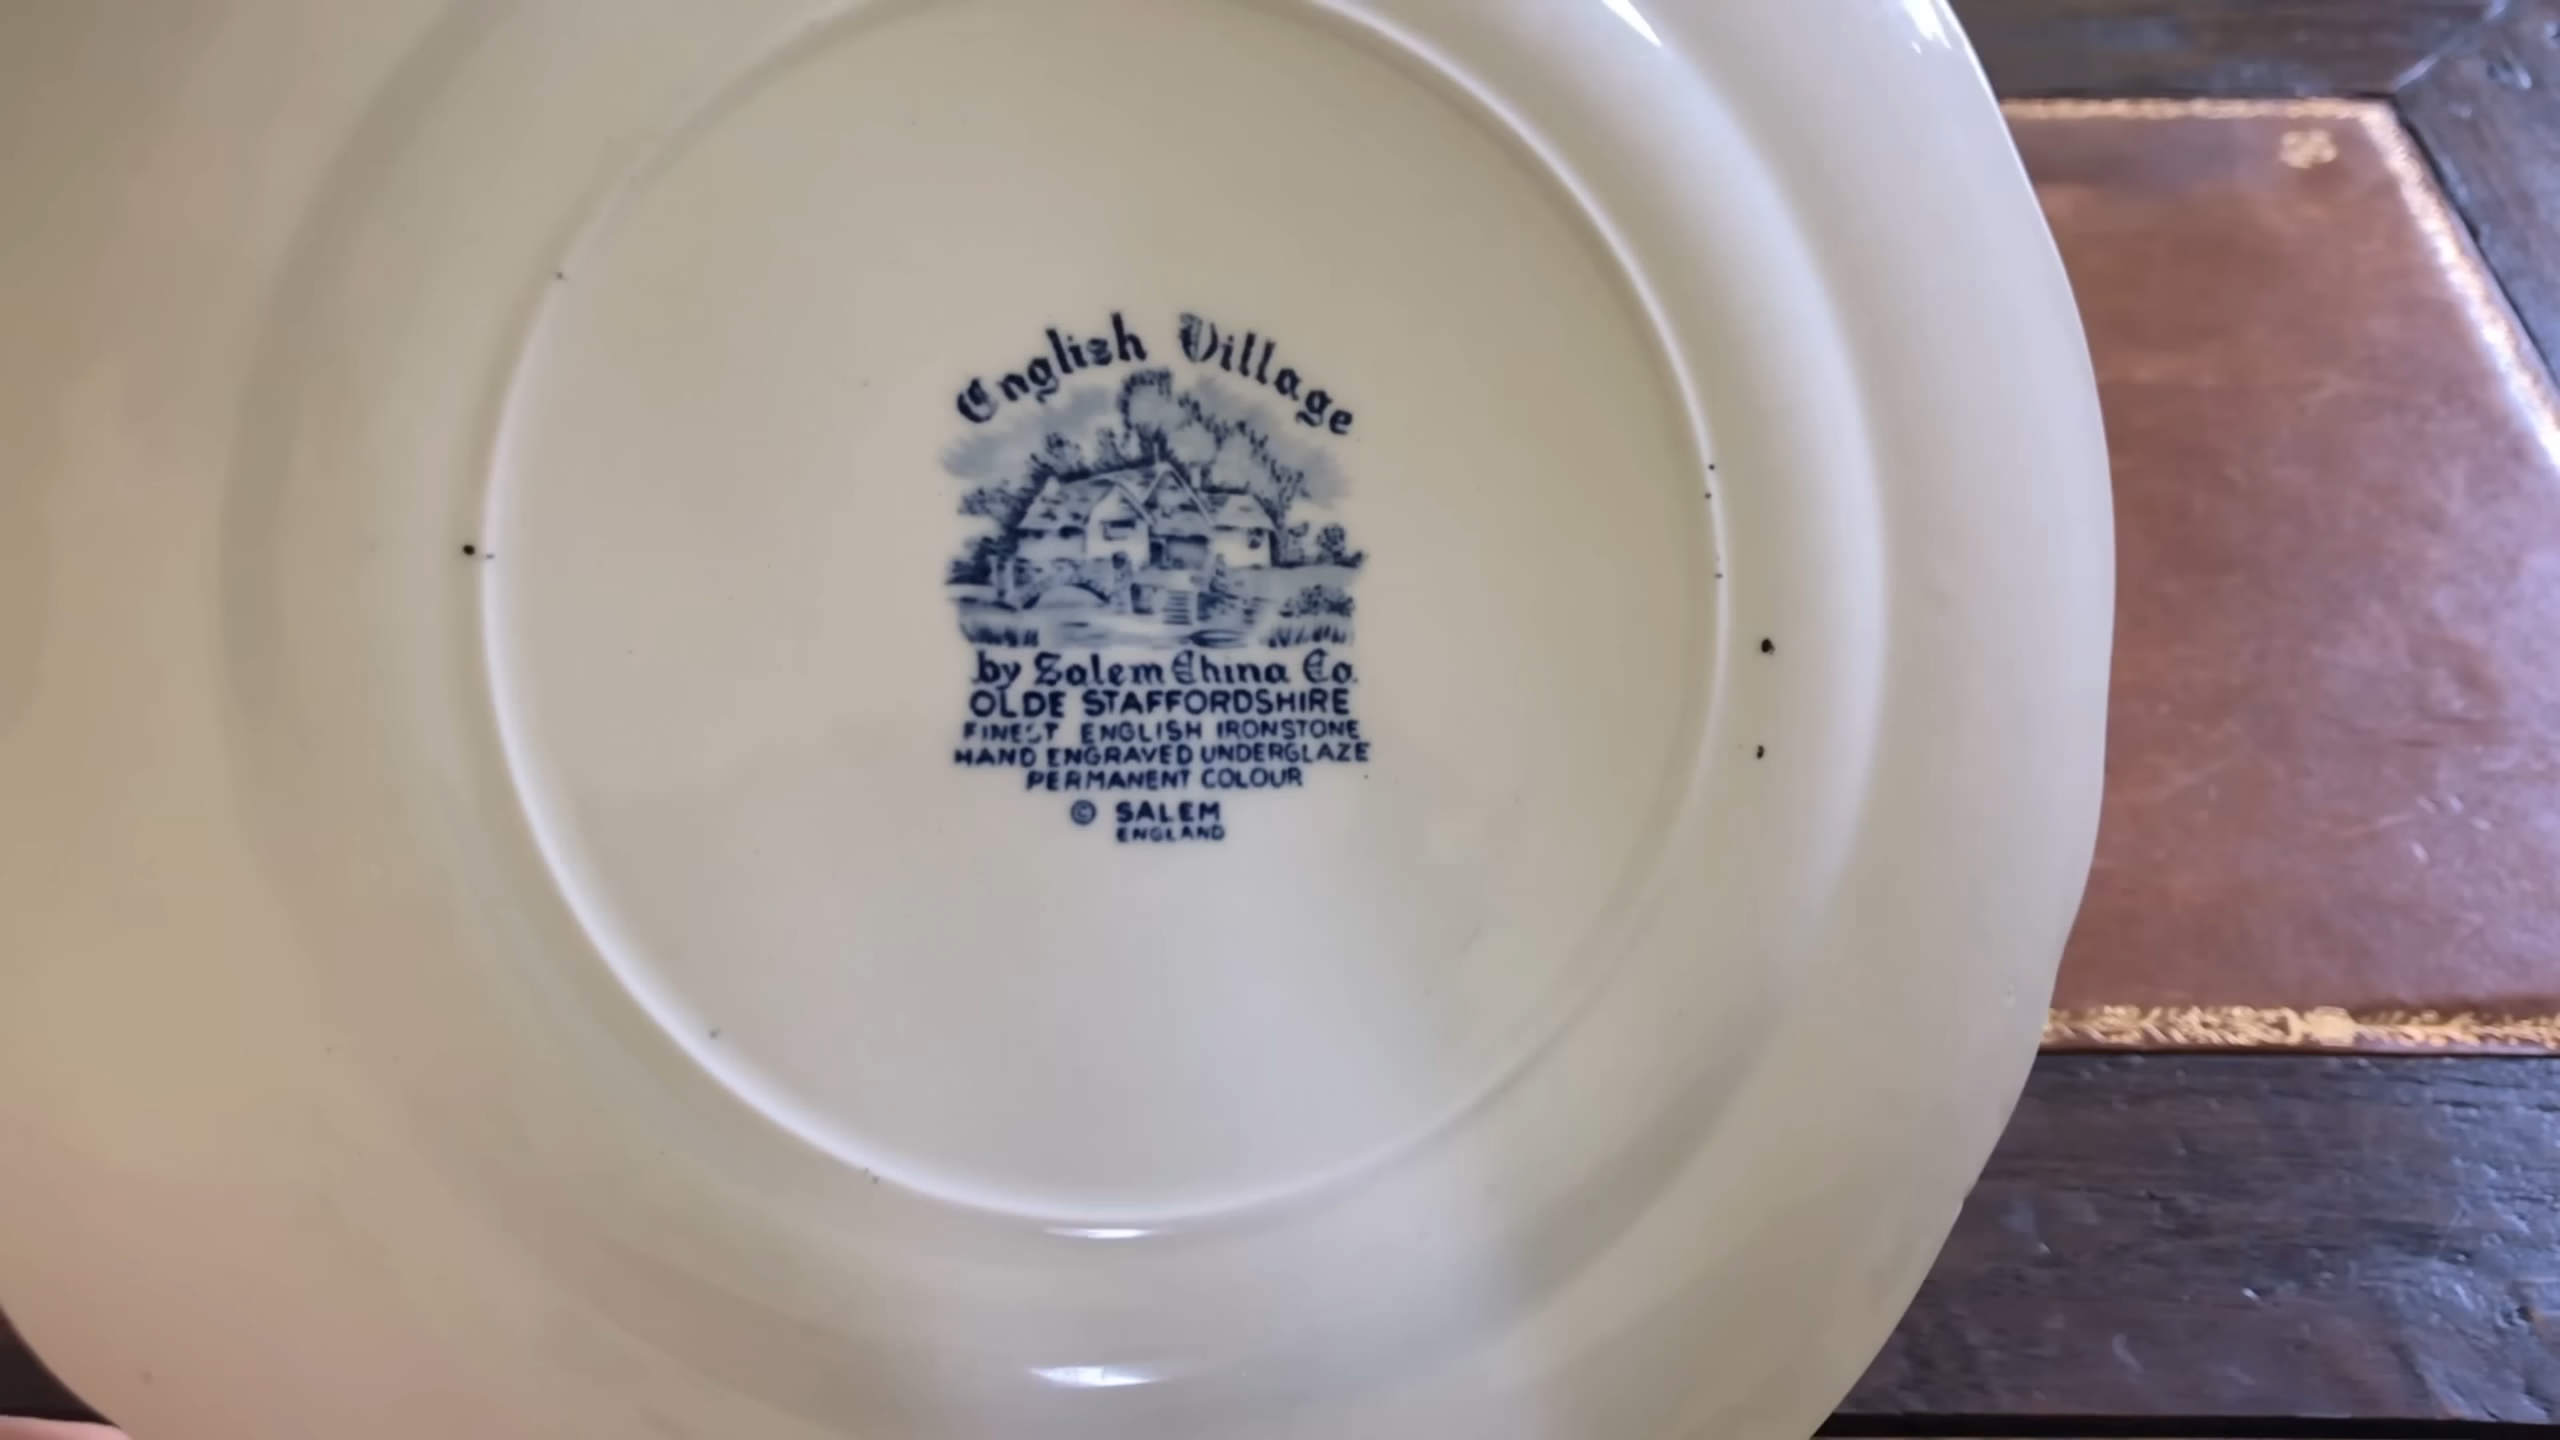 English Village
by Salem China Co.
OLDE STAFFORDSHIRE
FINEST ENGLISH IRONSTONE
HAND ENGRAVED UNDERGLAZE
PERMANENT COLOUR
© SALEM
ENGLAND